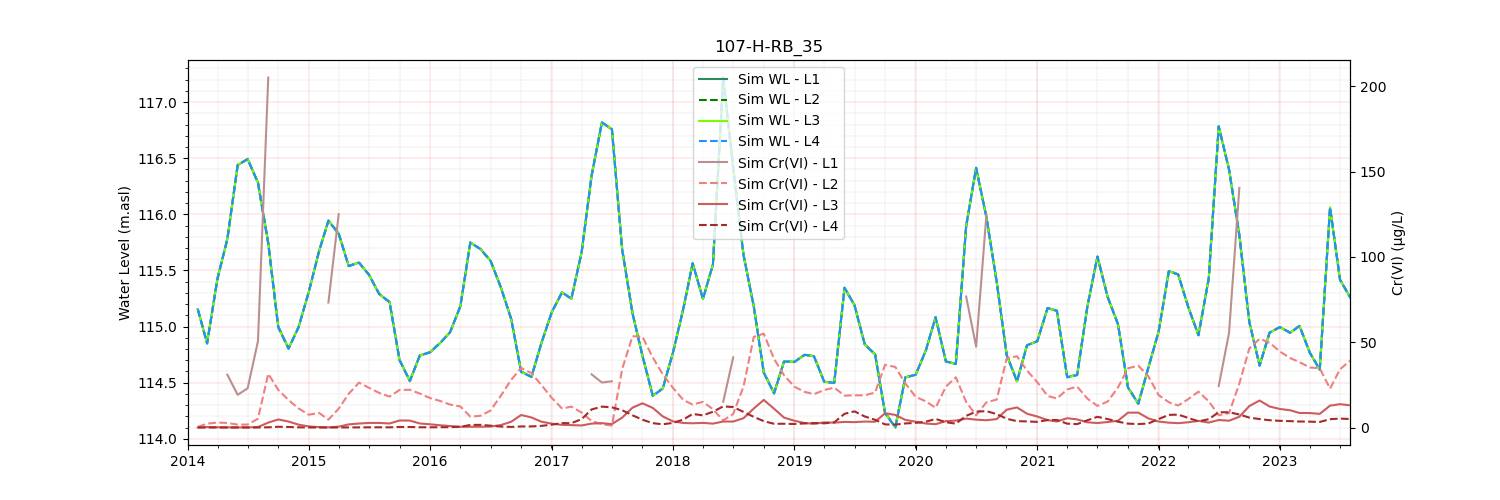 107-H-RB_35
Water Level (m.asl)
117.0
116.5
116.0
115.5
115.0
114.5
114.0
Sim WL - L1
Sim WL - L2
Sim WL - L3
Sim WL - L4
Sim Cr(VI) - L1
Sim Cr(VI) - L2
Sim Cr(VI) - L3
Sim Cr(VI) - L4
200
150
100
50
0
Cr(VI) (µg/L)
2014 2015 2016 2017 2018 2019 2020 2021 2022 2023